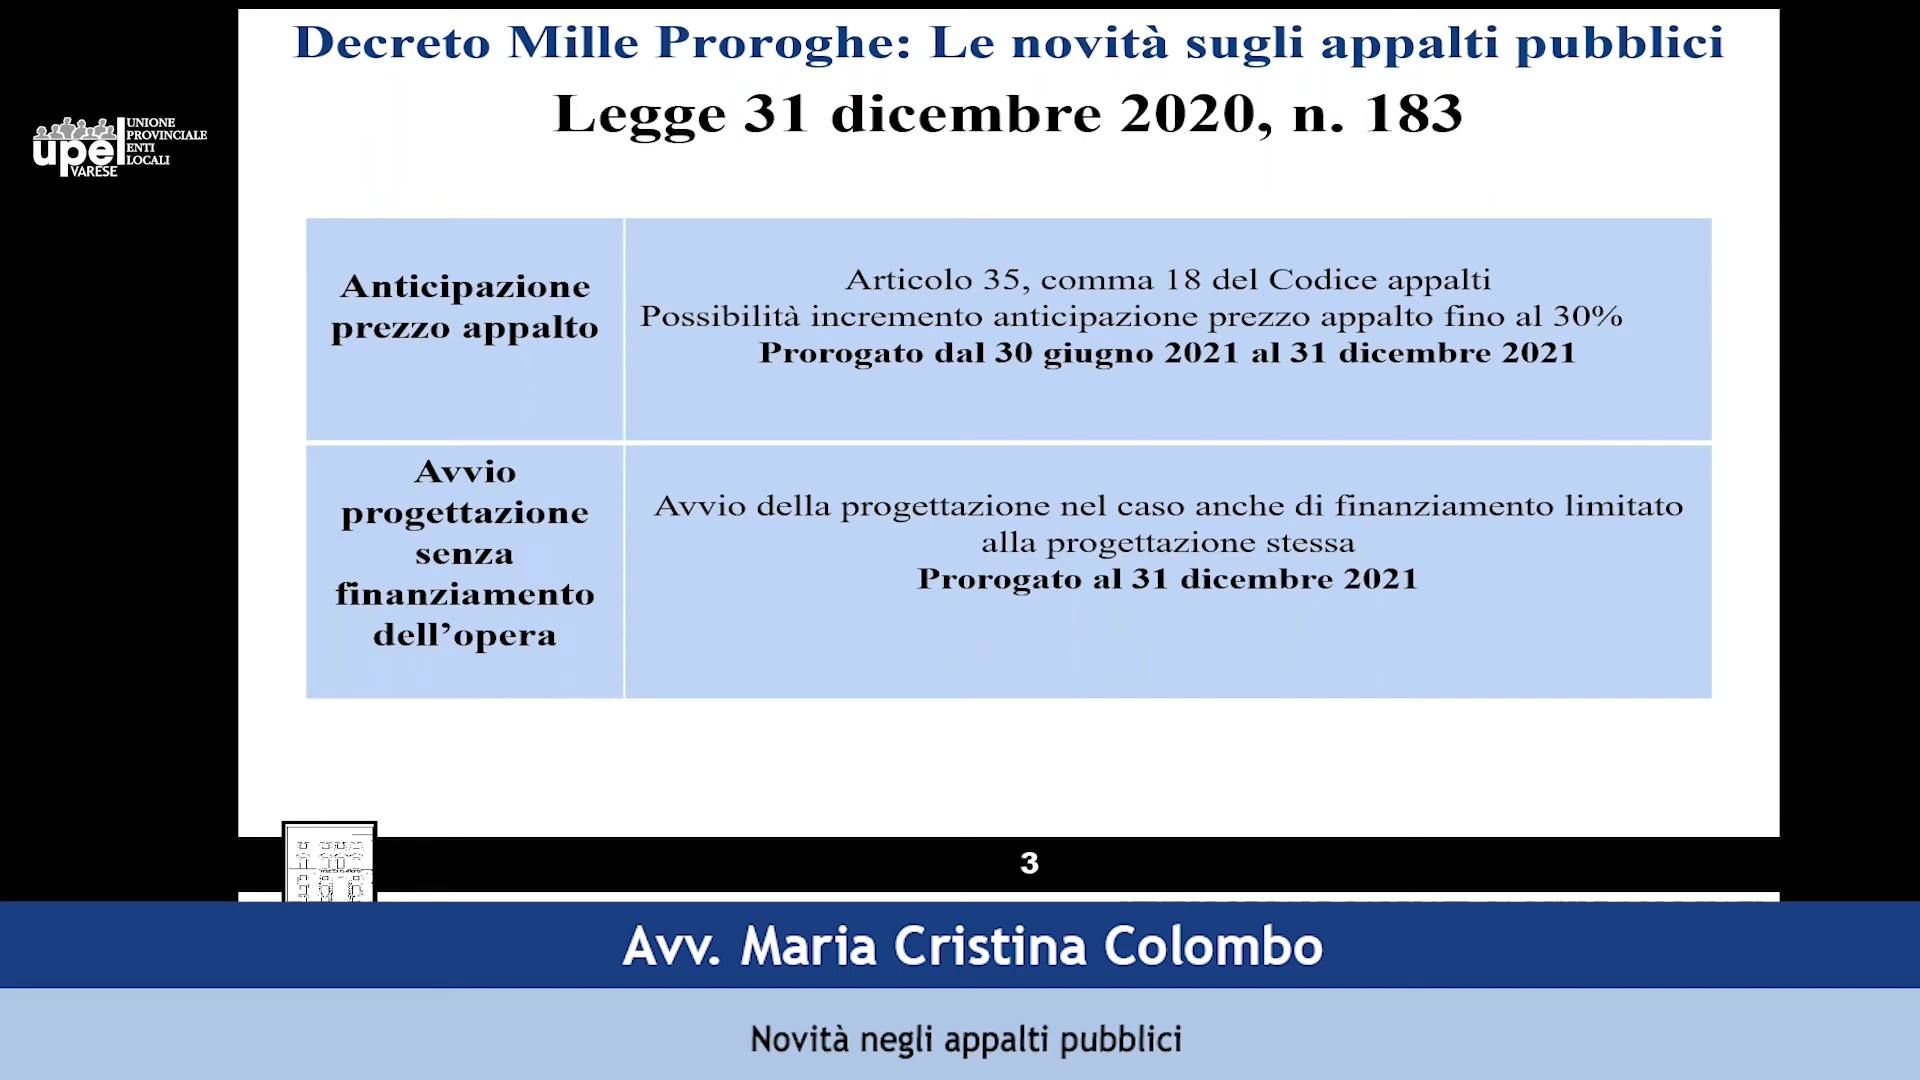 Decreto Mille Proroghe: Le novità sugli appalti pubblici
Legge 31 dicembre 2020, n. 183
upel
UNIONE
PROVINCIALE
ENTI
LOCALI
VARESE
Anticipazione
prezzo appalto
Articolo 35, comma 18 del Codice appalti
Possibilità incremento anticipazione prezzo appalto fino al 30%
Prorogato dal 30 giugno 2021 al 31 dicembre 2021
Avvio
progettazione
senza
finanziamento
dell’opera
Avvio della progettazione nel caso anche di finanziamento limitato
alla progettazione stessa
Prorogato al 31 dicembre 2021
3
Avv. Maria Cristina Colombo
Novità negli appalti pubblici